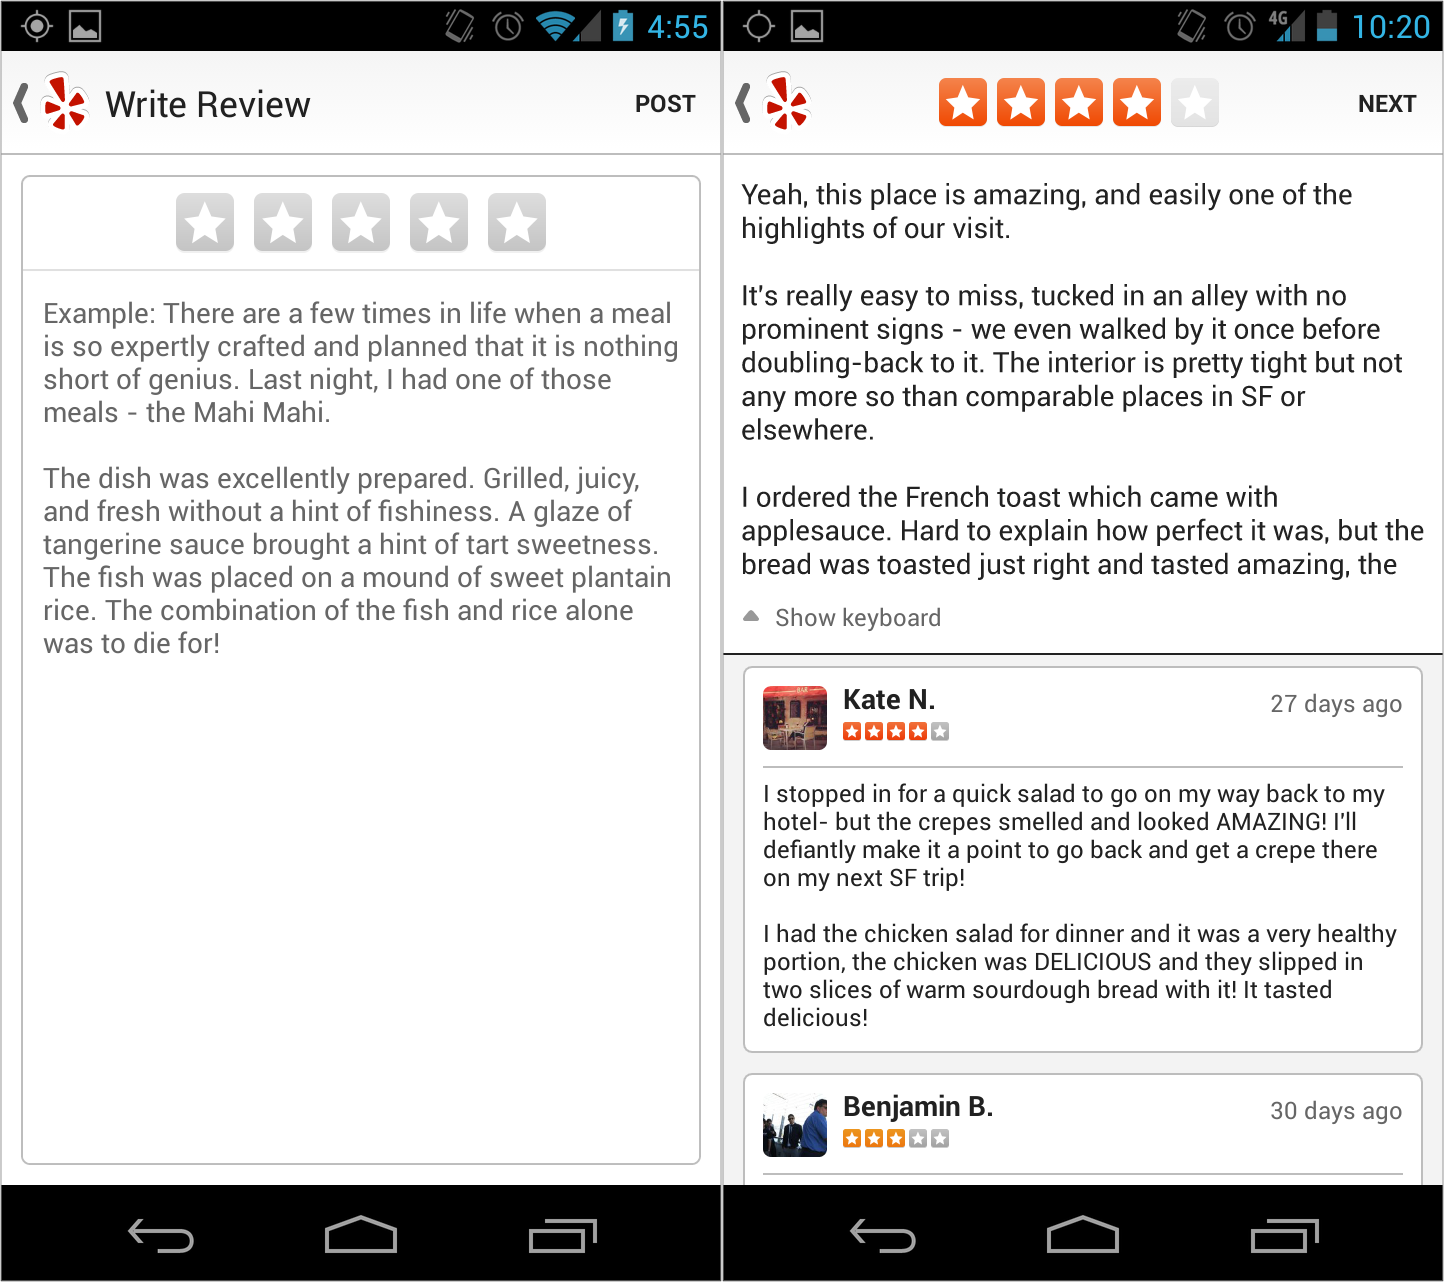 4:55
Write Review
POST
Example: There are a few times in life when a meal
is so expertly crafted and planned that it is nothing
short of genius. Last night, I had one of those
meals - the Mahi Mahi.
The dish was excellently prepared. Grilled, juicy,
and fresh without a hint of fishiness. A glaze of
tangerine sauce brought a hint of tart sweetness.
The fish was placed on a mound of sweet plantain
rice. The combination of the fish and rice alone
was to die for!
4G 10:20
NEXT
Yeah, this place is amazing, and easily one of the
highlights of our visit.
It's really easy to miss, tucked in an alley with no
prominent signs - we even walked by it once before
doubling-back to it. The interior is pretty tight but not
any more so than comparable places in SF or
elsewhere.
I ordered the French toast which came with
applesauce. Hard to explain how perfect it was, but the
bread was toasted just right and tasted amazing, the
Show keyboard
BAR
Kate N.
27 days ago
I stopped in for a quick salad to go on my way back to my
hotel- but the crepes smelled and looked AMAZING! I'll
defiantly make it a point to go back and get a crepe there
on my next SF trip!
I had the chicken salad for dinner and it was a very healthy
portion, the chicken was DELICIOUS and they slipped in
two slices of warm sourdough bread with it! It tasted
delicious!
Benjamin B.
30 days ago